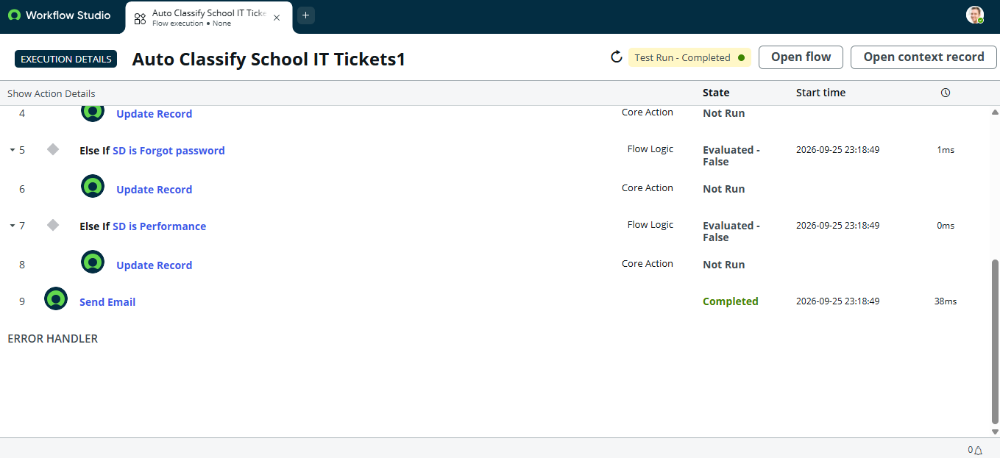 Workflow Studio
Auto Classify School IT Ticke
Flow execution • None
EXECUTION DETAILS
Auto Classify School IT Tickets1
Test Run - Completed
Open flow
Open context record
Show Action Details
State
Start time
4
Update Record
Core Action
Not Run
5
Else If SD is Forgot password
Flow Logic
Evaluated -
False
2026-09-25 23:18:49
1ms
6
Update Record
Core Action
Not Run
7
Else If SD is Performance
Flow Logic
Evaluated -
False
2026-09-25 23:18:49
0ms
8
Update Record
Core Action
Not Run
9
Send Email
Completed
2026-09-25 23:18:49
38ms
ERROR HANDLER
0